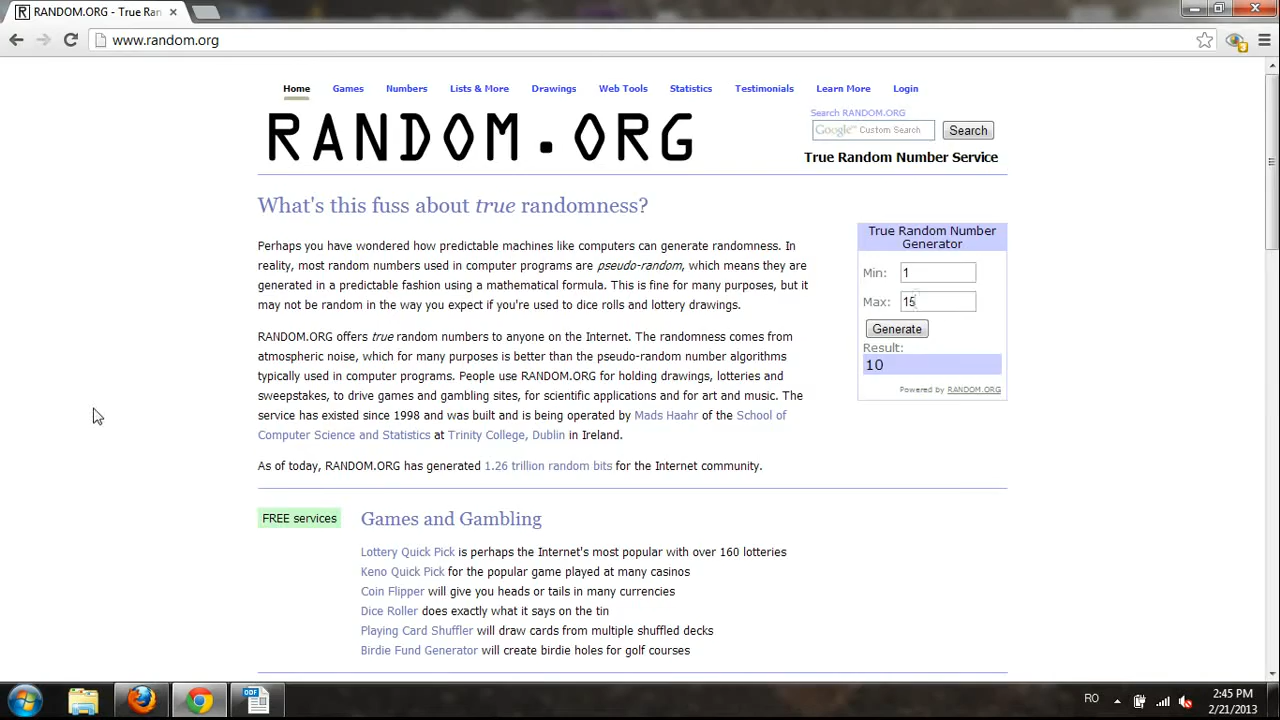 RANDOM.ORG - True Ran
www.random.org
Home Games Numbers Lists & More Drawings Web Tools Statistics Testimonials Learn More Login
RANDOM.ORG
Search RANDOM.ORG
Google™ Custom Search Search
True Random Number Service
What's this fuss about true randomness?
Perhaps you have wondered how predictable machines like computers can generate randomness. In
reality, most random numbers used in computer programs are pseudo-random, which means they are
generated in a predictable fashion using a mathematical formula. This is fine for many purposes, but it
may not be random in the way you expect if you're used to dice rolls and lottery drawings.
RANDOM.ORG offers true random numbers to anyone on the Internet. The randomness comes from
atmospheric noise, which for many purposes is better than the pseudo-random number algorithms
typically used in computer programs. People use RANDOM.ORG for holding drawings, lotteries and
sweepstakes, to drive games and gambling sites, for scientific applications and for art and music. The
service has existed since 1998 and was built and is being operated by Mads Haahr of the School of
Computer Science and Statistics at Trinity College, Dublin in Ireland.
As of today, RANDOM.ORG has generated 1.26 trillion random bits for the Internet community.
True Random Number
Generator
Min: 1
Max: 15
Generate
Result:
10
Powered by RANDOM.ORG
FREE services
Games and Gambling
Lottery Quick Pick is perhaps the Internet's most popular with over 160 lotteries
Keno Quick Pick for the popular game played at many casinos
Coin Flipper will give you heads or tails in many currencies
Dice Roller does exactly what it says on the tin
Playing Card Shuffler will draw cards from multiple shuffled decks
Birdie Fund Generator will create birdie holes for golf courses
ODF
RO
2:45 PM
2/21/2013